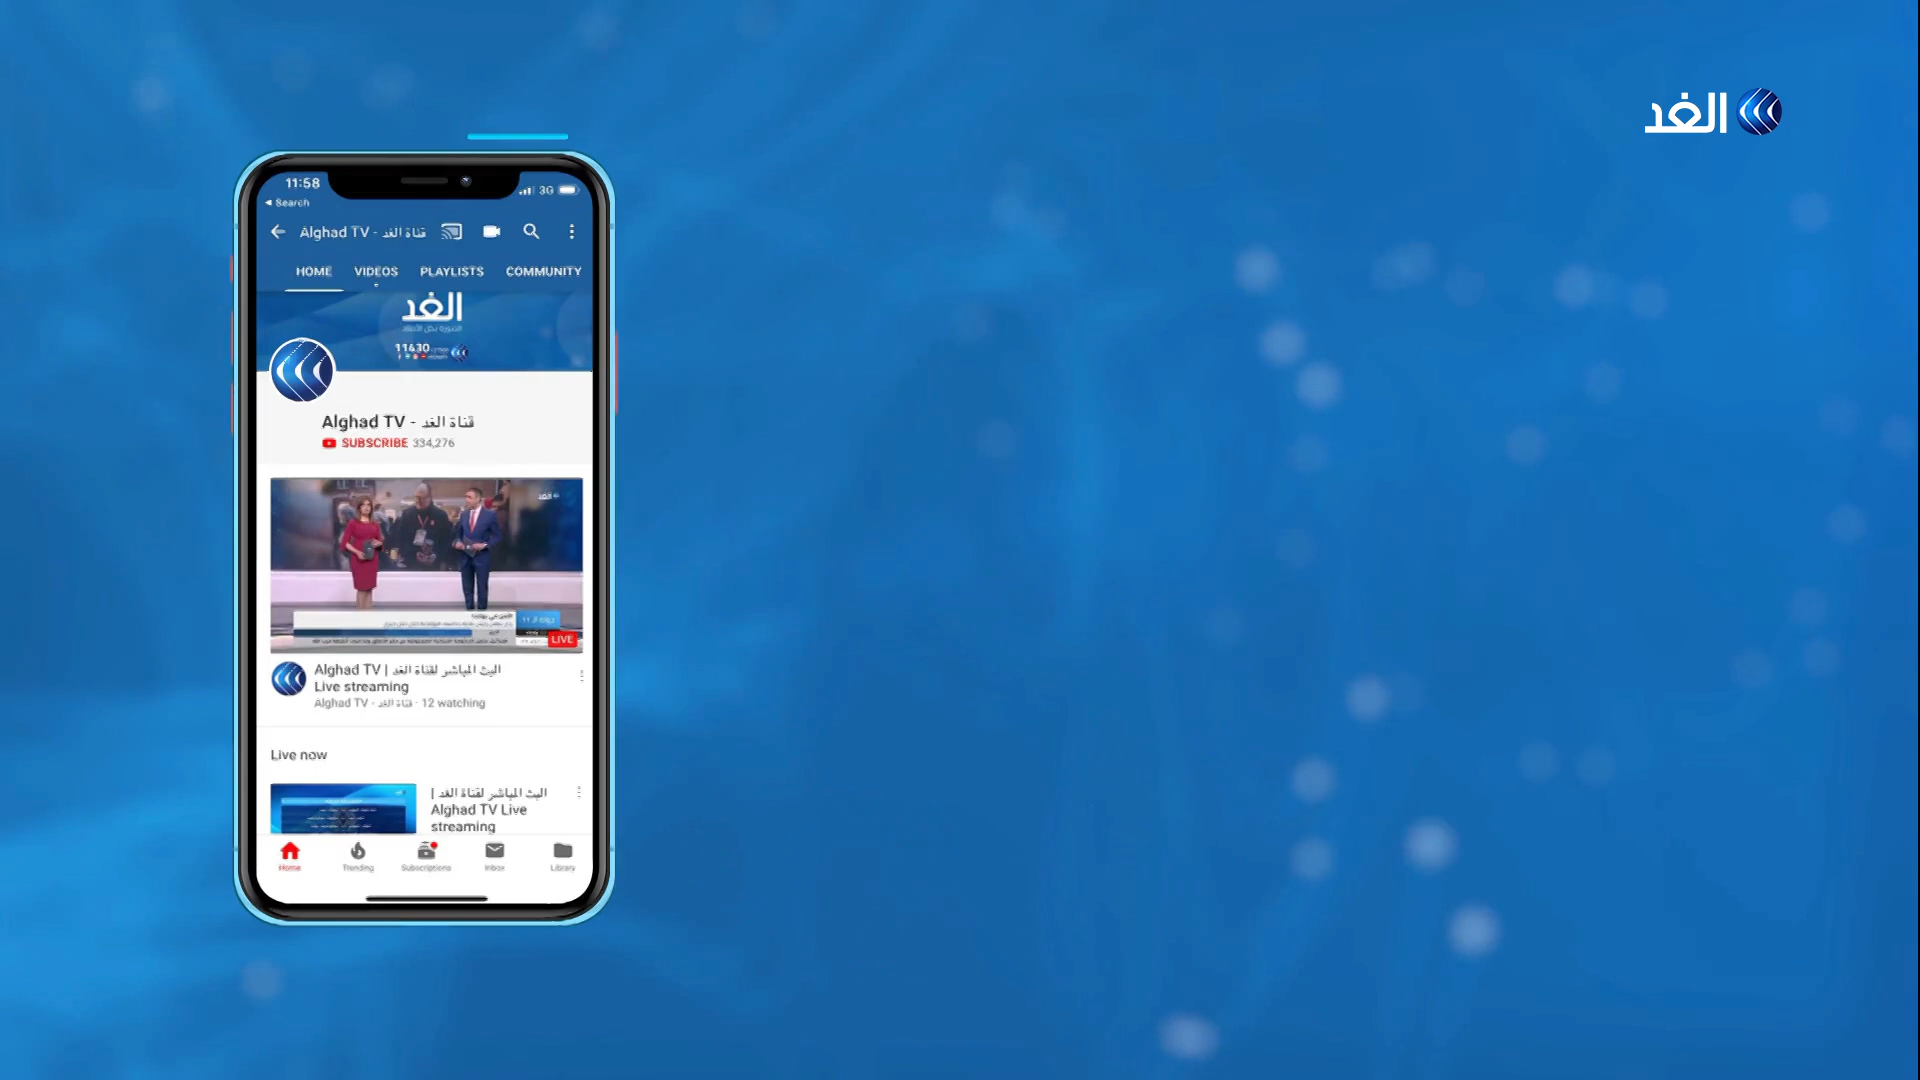 الغد
11:58
3G
Search
Alghad TV - قناة الغد
HOME VIDEOS PLAYLISTS COMMUNITY
الغد
11430
Alghad TV - قناة الغد
SUBSCRIBE 334,276
الغد
LIVE
Alghad TV | البث المباشر لقناة الغد
Live streaming
Alghad TV - قناة الغد · 12 watching
Live now
البث المباشر لقناة الغد |
Alghad TV Live
streaming
Home Trending Subscriptions Inbox Library